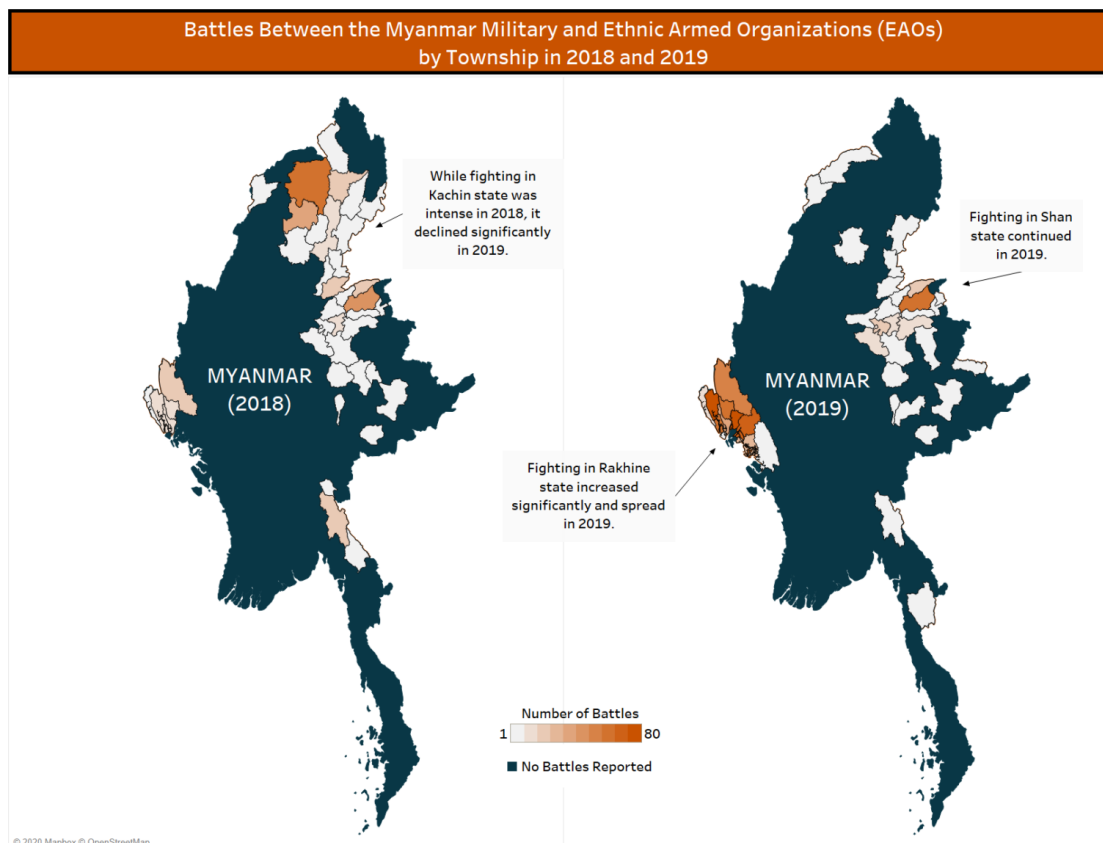 Battles Between the Myanmar Military and Ethnic Armed Organizations (EAOs)
by Township in 2018 and 2019
While fighting in
Kachin state was
intense in 2018, it
declined significantly
in 2019.
Fighting in Shan
state continued
in 2019.
MYANMAR
(2018)
MYANMAR
(2019)
Fighting in Rakhine
state increased
significantly and spread
in 2019.
Number of Battles
1 80
No Battles Reported
© 2020 Mapbox © OpenStreetMap